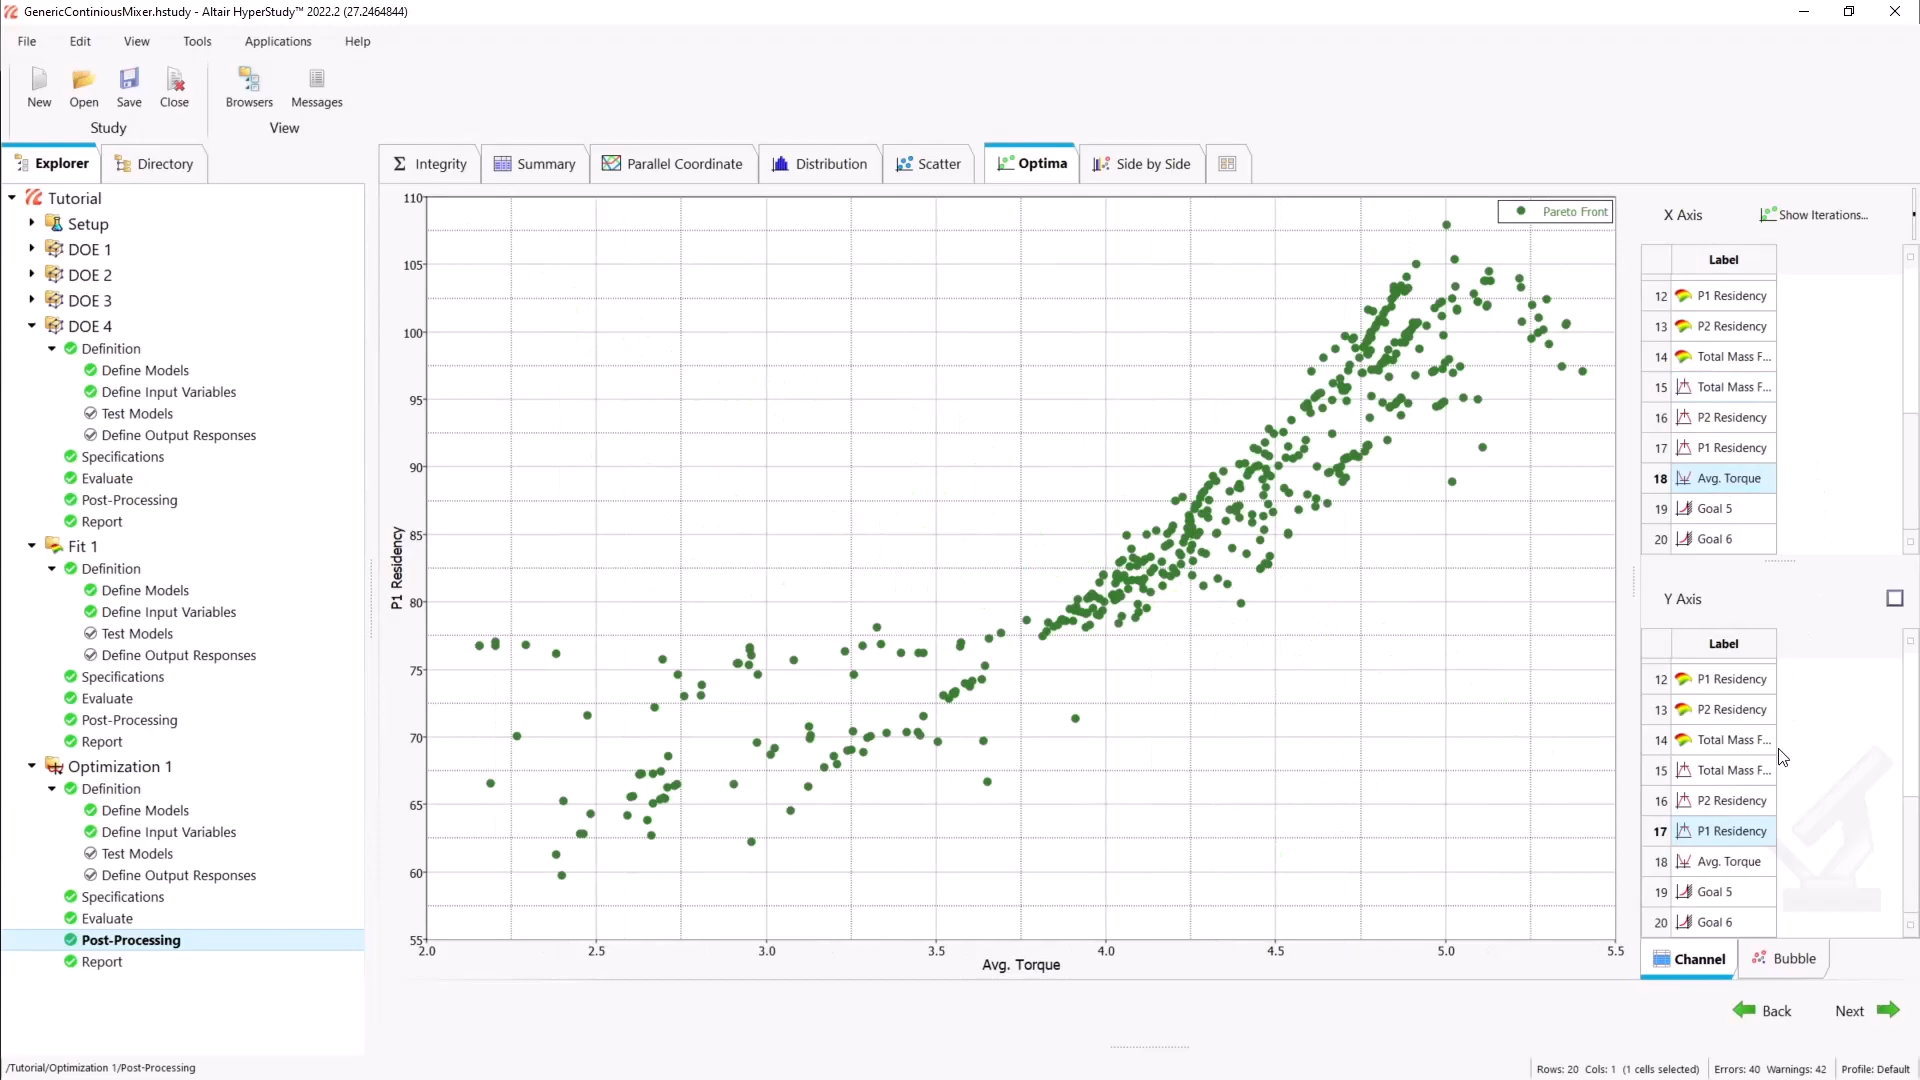 GenericContiniousMixer.hstudy - Altair HyperStudy™ 2022.2 (27.2464844)
File Edit View Tools Applications Help
New Open Save Close Browsers Messages
Study View
Explorer Directory
Integrity Summary Parallel Coordinate Distribution Scatter Optima Side by Side
Tutorial
Setup
DOE 1
DOE 2
DOE 3
DOE 4
Definition
Define Models
Define Input Variables
Test Models
Define Output Responses
Specifications
Evaluate
Post-Processing
Report
Fit 1
Definition
Define Models
Define Input Variables
Test Models
Define Output Responses
Specifications
Evaluate
Post-Processing
Report
Optimization 1
Definition
Define Models
Define Input Variables
Test Models
Define Output Responses
Specifications
Evaluate
Post-Processing
Report
Pareto Front
110
105
100
95
90
85
80
75
70
65
60
55
P1 Residency
2.0 2.5 3.0 3.5 4.0 4.5 5.0 5.5
Avg. Torque
X Axis Show Iterations...
Label
12 P1 Residency
13 P2 Residency
14 Total Mass F...
15 Total Mass F...
16 P2 Residency
17 P1 Residency
18 Avg. Torque
19 Goal 5
20 Goal 6
Y Axis
Label
12 P1 Residency
13 P2 Residency
14 Total Mass F...
15 Total Mass F...
16 P2 Residency
17 P1 Residency
18 Avg. Torque
19 Goal 5
20 Goal 6
Channel Bubble
Back Next
/Tutorial/Optimization 1/Post-Processing
Rows: 20 Cols: 1 (1 cells selected) Errors: 40 Warnings: 42 Profile: Default